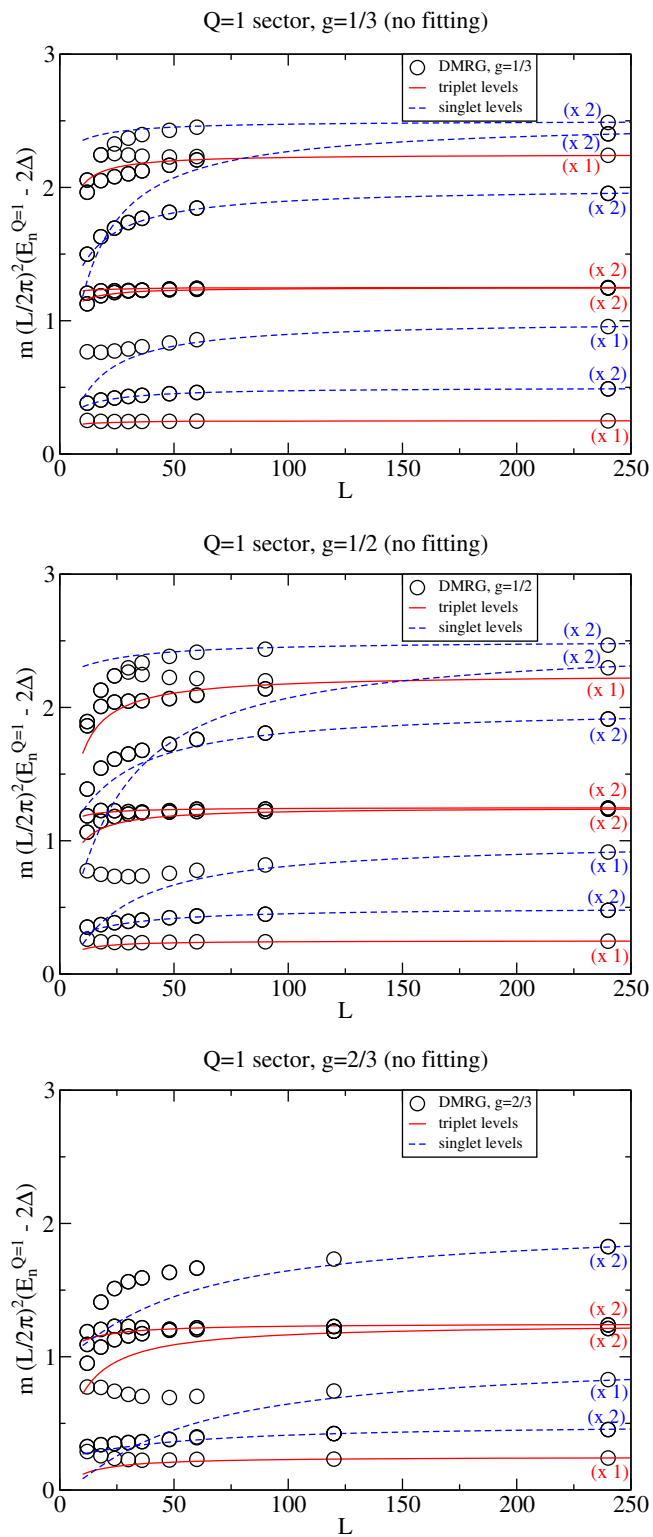 Q=1 sector, g=1/3 (no fitting)
m (L/2π)²(E_n^{Q=1} - 2Δ)
3
2
1
0
DMRG, g=1/3
triplet levels
singlet levels
(x 2)
(x 2)
(x 1)
(x 2)
(x 2)
(x 2)
(x 1)
(x 2)
(x 1)
0 50 100 150 200 250
L
Q=1 sector, g=1/2 (no fitting)
m (L/2π)²(E_n^{Q=1} - 2Δ)
3
2
1
0
DMRG, g=1/2
triplet levels
singlet levels
(x 2)
(x 2)
(x 1)
(x 2)
(x 2)
(x 2)
(x 1)
(x 2)
(x 1)
0 50 100 150 200 250
L
Q=1 sector, g=2/3 (no fitting)
m (L/2π)²(E_n^{Q=1} - 2Δ)
3
2
1
0
DMRG, g=2/3
triplet levels
singlet levels
(x 2)
(x 2)
(x 2)
(x 1)
(x 2)
(x 1)
0 50 100 150 200 250
L